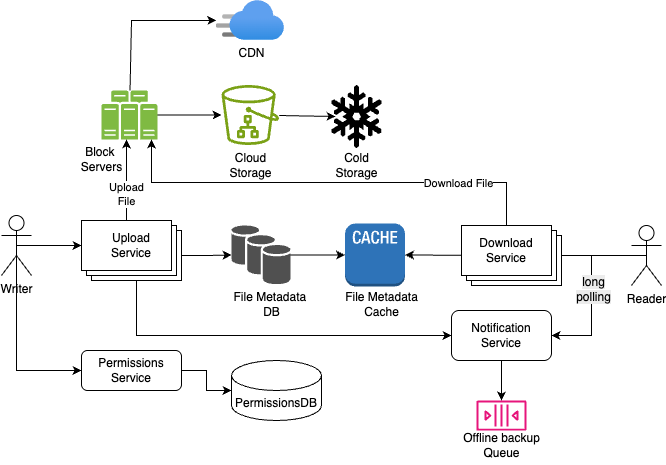 CDN
Block
Servers
Cloud
Storage
Cold
Storage
Upload
File
Download File
Writer
Upload
Service
File Metadata
DB
CACHE
File Metadata
Cache
Download
Service
long
polling
Reader
Notification
Service
Permissions
Service
PermissionsDB
Offline backup
Queue